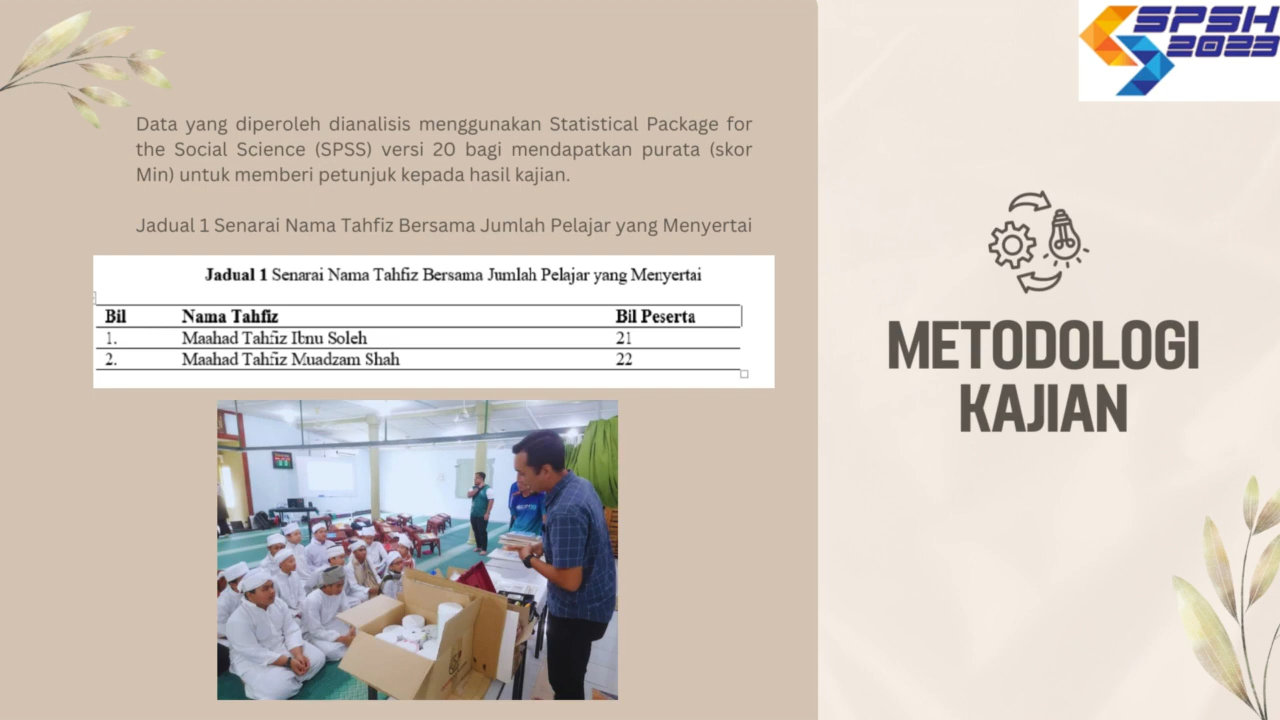 SPSH
2023
Data yang diperoleh dianalisis menggunakan Statistical Package for
the Social Science (SPSS) versi 20 bagi mendapatkan purata (skor
Min) untuk memberi petunjuk kepada hasil kajian.
Jadual 1 Senarai Nama Tahfiz Bersama Jumlah Pelajar yang Menyertai
Jadual 1 Senarai Nama Tahfiz Bersama Jumlah Pelajar yang Menyertai
Bil Nama Tahfiz Bil Peserta
1. Maahad Tahfiz Ibnu Soleh 21
2. Maahad Tahfiz Muadzam Shah 22
METODOLOGI
KAJIAN